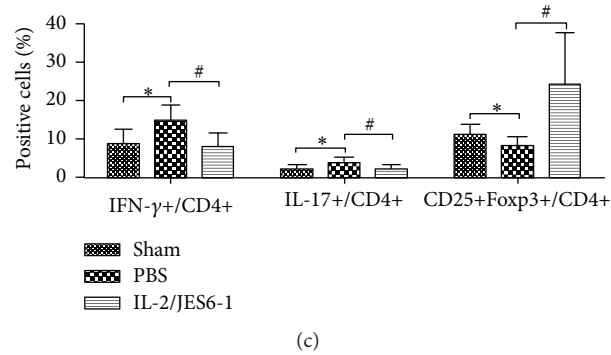 Positive cells (%)
40
30
20
10
0
* # * # * #
IFN-γ+/CD4+ IL-17+/CD4+ CD25+Foxp3+/CD4+
Sham
PBS
IL-2/JES6-1
(c)